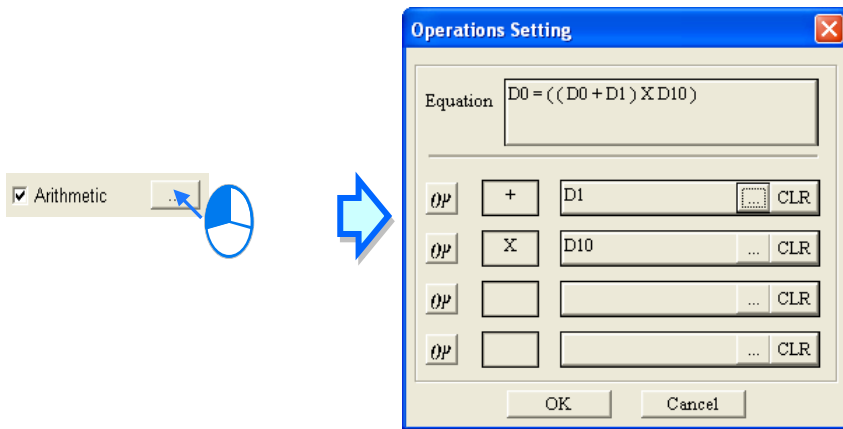 Arithmetic ...
Operations Setting
Equation D0 = ( ( D0 + D1 ) X D10 )
OP + D1 ... CLR
OP X D10 ... CLR
OP ... CLR
OP ... CLR
OK Cancel